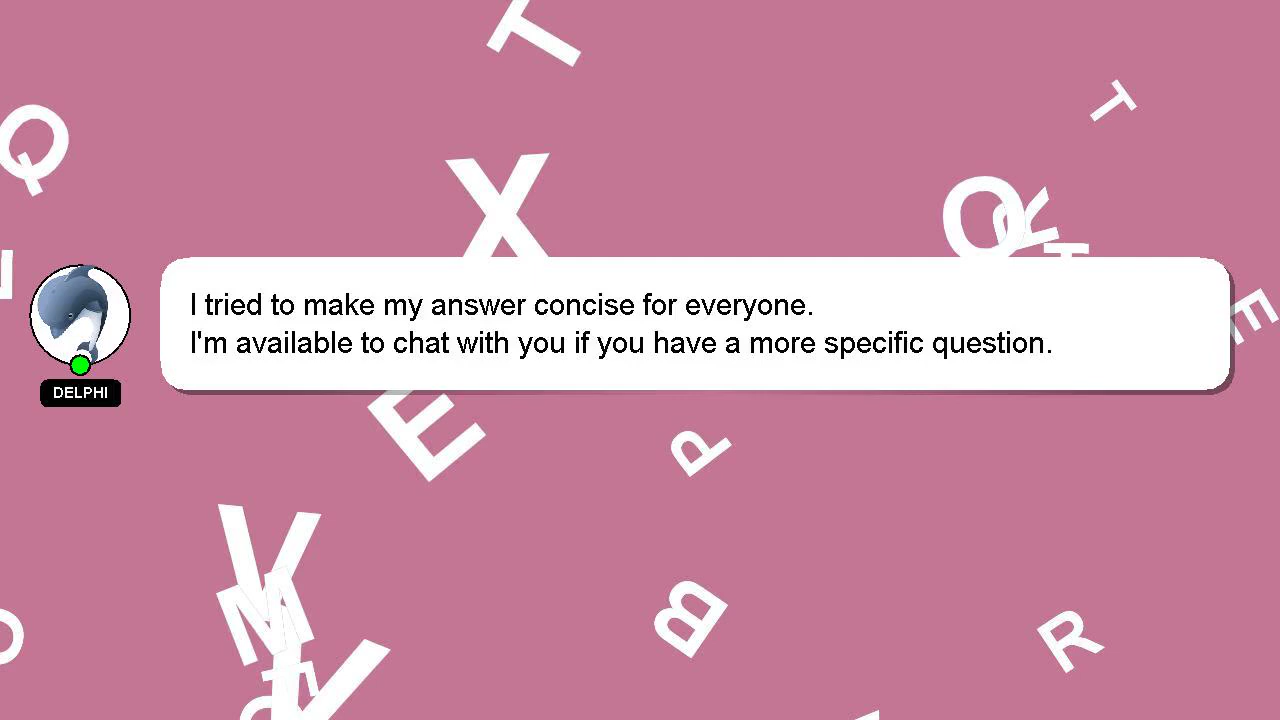 T
T
Q
X
Q
R
E
I tried to make my answer concise for everyone.
I'm available to chat with you if you have a more specific question.
DELPHI
E
P
V
M
B
R
V